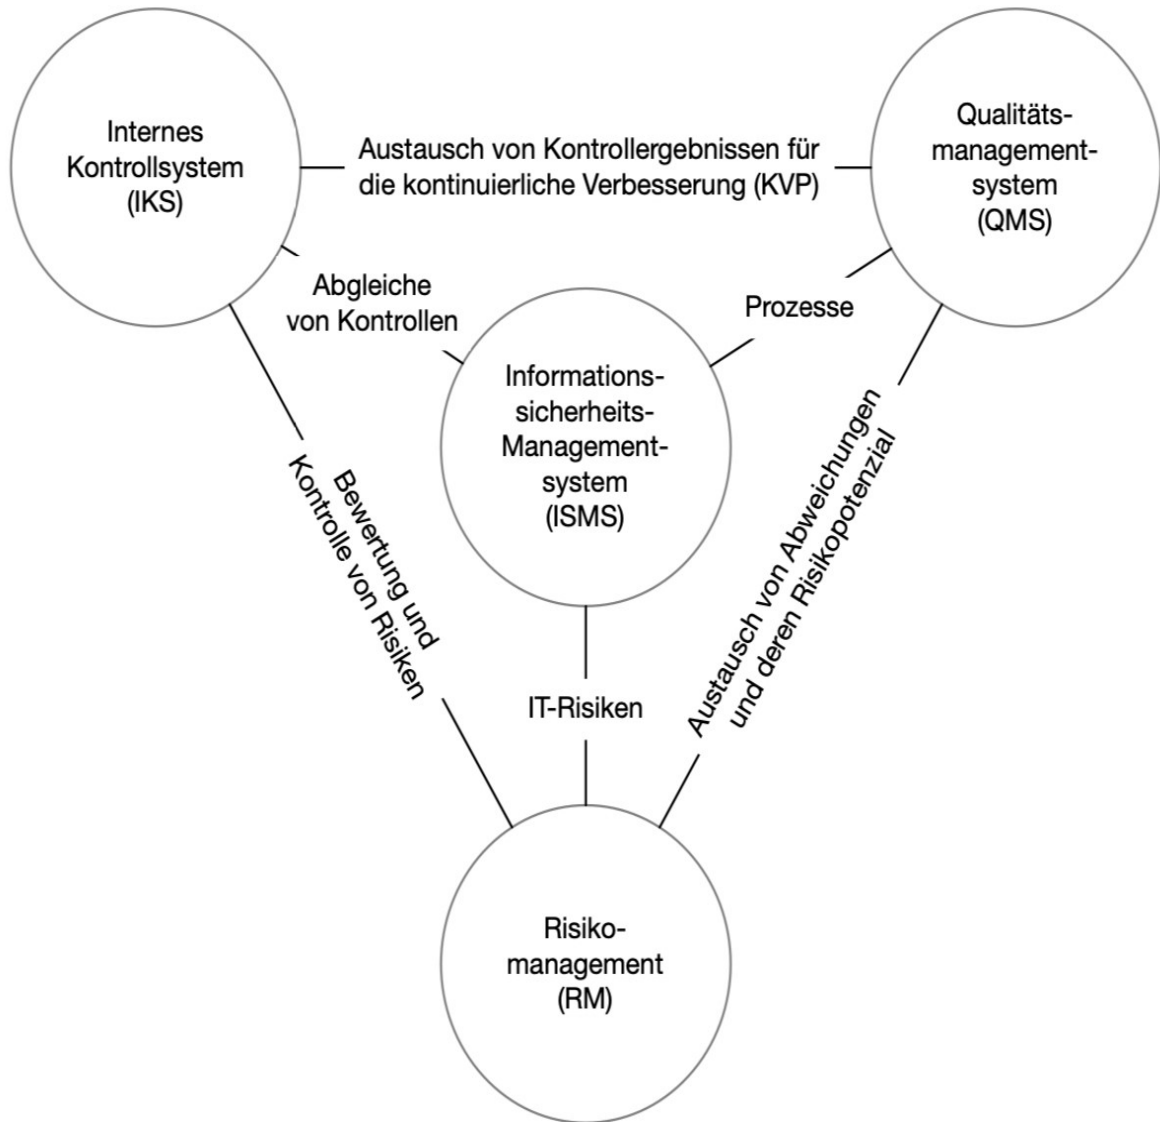 Internes
Kontrollsystem
(IKS)
Austausch von Kontrollergebnissen für
die kontinuierliche Verbesserung (KVP)
Qualitäts-
management-
system
(QMS)
Abgleiche
von Kontrollen
Prozesse
Informations-
sicherheits-
Management-
system
(ISMS)
Bewertung und
Kontrolle von Risiken
Austausch von Abweichungen
und deren Risikopotenzial
IT-Risiken
Risiko-
management
(RM)